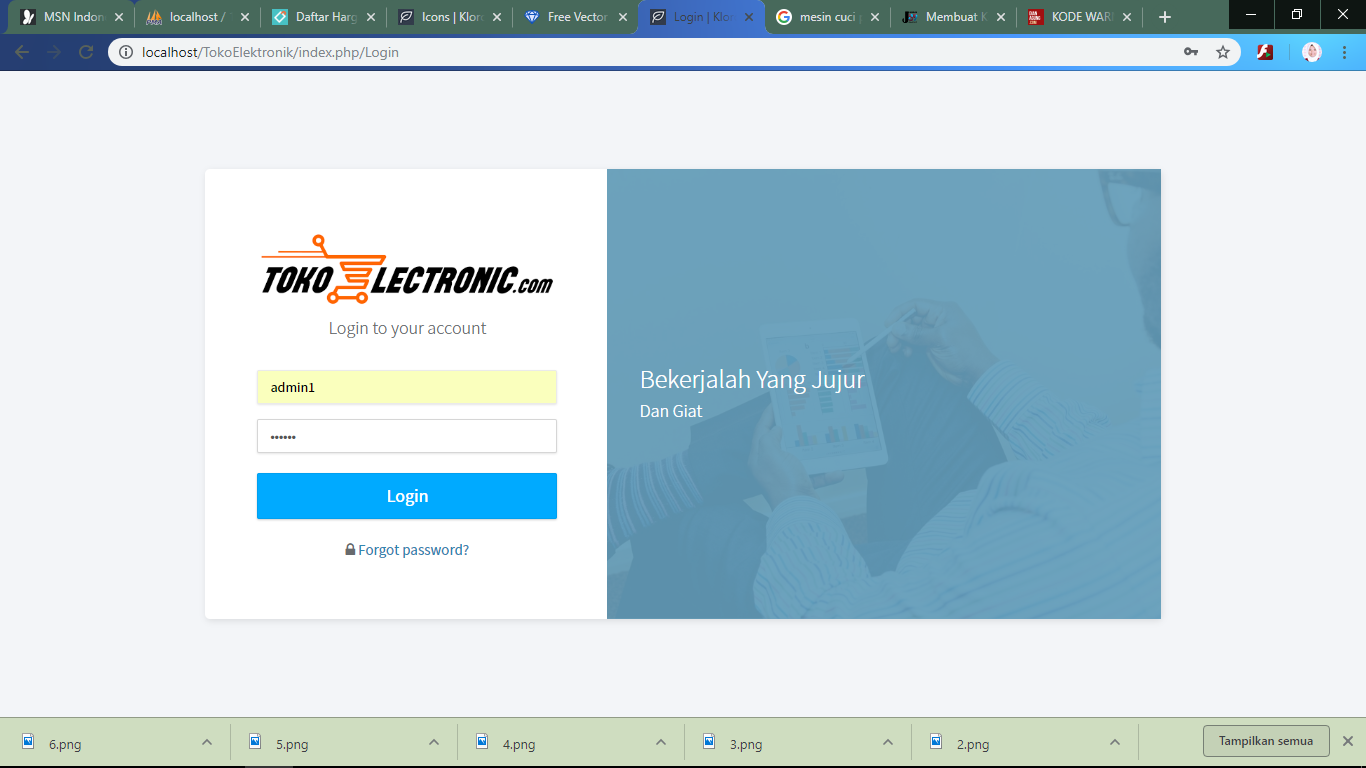 MSN Indon
localhost /
Daftar Harg
Icons | Klor
Free Vector
Login | Klor
mesin cuci
Membuat K
KODE WAR
localhost/TokoElektronik/index.php/Login
TOKO ELECTRONIC.com
Login to your account
admin1
Login
Forgot password?
Bekerjalah Yang Jujur
Dan Giat
6.png
5.png
4.png
3.png
2.png
Tampilkan semua